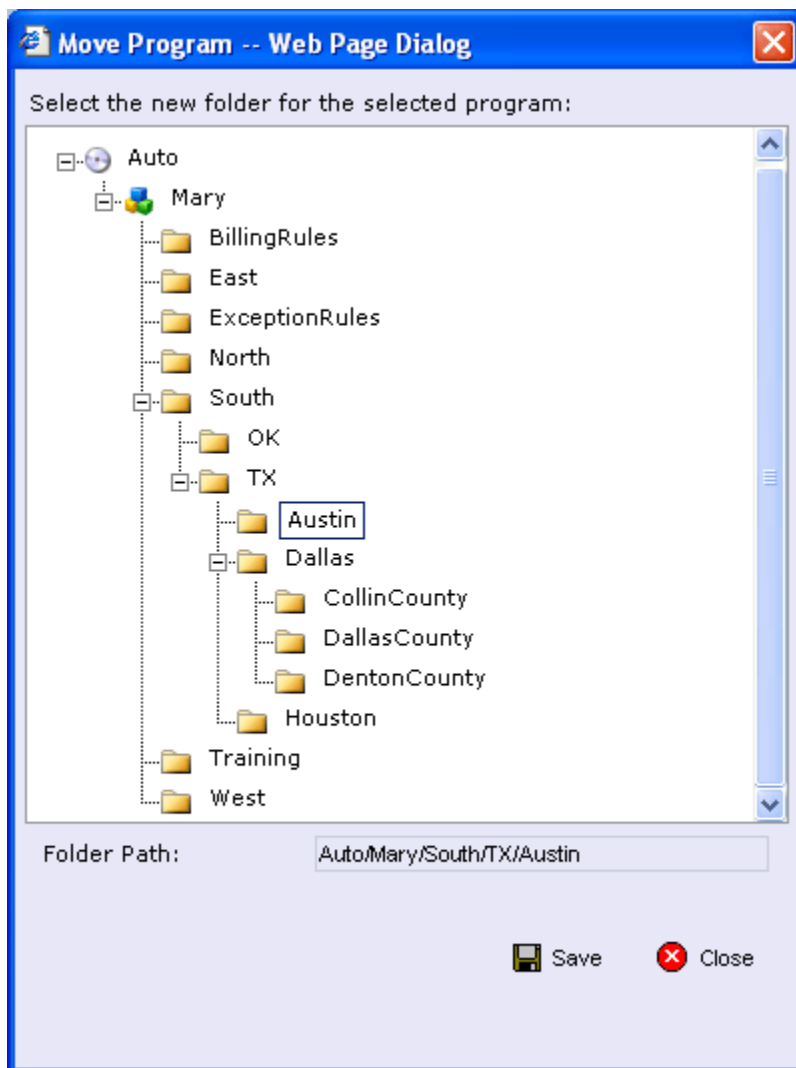 Move Program -- Web Page Dialog
Select the new folder for the selected program:
Auto
Mary
BillingRules
East
ExceptionRules
North
South
OK
TX
Austin
Dallas
CollinCounty
DallasCounty
DentonCounty
Houston
Training
West
Folder Path: Auto/Mary/South/TX/Austin
Save Close